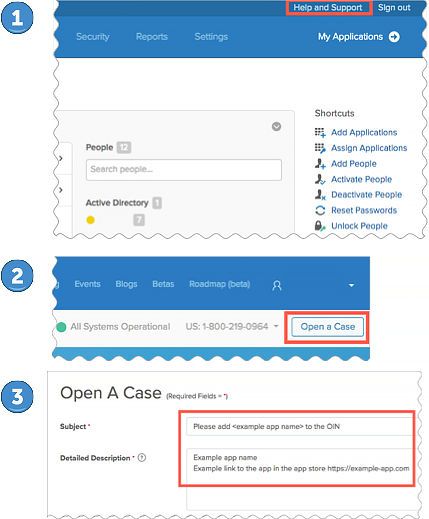 1
Help and Support Sign out
Security Reports Settings My Applications
Shortcuts
People 12
Search people...
Active Directory 1
7
Add Applications
Assign Applications
Add People
Activate People
Deactivate People
Reset Passwords
Unlock People
2
Events Blogs Betas Roadmap (beta)
All Systems Operational US: 1-800-219-0964 Open a Case
3
Open A Case (Required Fields = *)
Subject * Please add <example app name> to the OIN
Detailed Description * ? Example app name
Example link to the app in the app store https://example-app.com